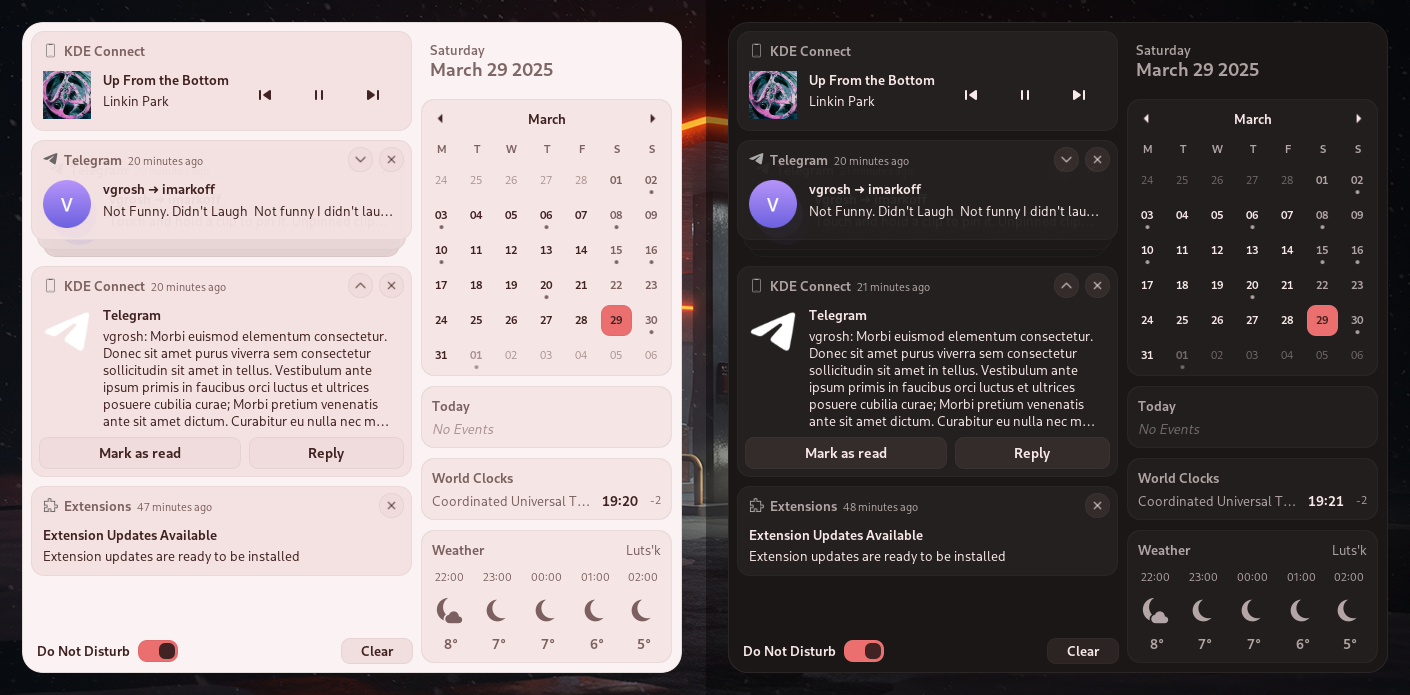 KDE Connect
Up From the Bottom
Linkin Park
Telegram 20 minutes ago
V
vgrosh → imarkoff
Not Funny. Didn't Laugh Not funny I didn't lau…
KDE Connect 20 minutes ago
Telegram
vgrosh: Morbi euismod elementum consectetur.
Donec sit amet purus viverra sem consectetur
sollicitudin sit amet in tellus. Vestibulum ante
ipsum primis in faucibus orci luctus et ultrices
posuere cubilia curae; Morbi pretium venenatis
ante sit amet dictum. Curabitur eu nulla nec m…
Mark as read Reply
Extensions 47 minutes ago
Extension Updates Available
Extension updates are ready to be installed
Do Not Disturb Clear
Saturday
March 29 2025
March
M T W T F S S
24 25 26 27 28 01 02
03 04 05 06 07 08 09
10 11 12 13 14 15 16
17 18 19 20 21 22 23
24 25 26 27 28 29 30
31 01 02 03 04 05 06
Today
No Events
World Clocks
Coordinated Universal T… 19:20 -2
Weather Luts'k
22:00 23:00 00:00 01:00 02:00
8° 7° 7° 6° 5°
KDE Connect
Up From the Bottom
Linkin Park
Telegram 20 minutes ago
V
vgrosh → imarkoff
Not Funny. Didn't Laugh Not funny I didn't lau…
KDE Connect 21 minutes ago
Telegram
vgrosh: Morbi euismod elementum consectetur.
Donec sit amet purus viverra sem consectetur
sollicitudin sit amet in tellus. Vestibulum ante
ipsum primis in faucibus orci luctus et ultrices
posuere cubilia curae; Morbi pretium venenatis
ante sit amet dictum. Curabitur eu nulla nec m…
Mark as read Reply
Extensions 48 minutes ago
Extension Updates Available
Extension updates are ready to be installed
Do Not Disturb Clear
Saturday
March 29 2025
March
M T W T F S S
24 25 26 27 28 01 02
03 04 05 06 07 08 09
10 11 12 13 14 15 16
17 18 19 20 21 22 23
24 25 26 27 28 29 30
31 01 02 03 04 05 06
Today
No Events
World Clocks
Coordinated Universal T… 19:21 -2
Weather Luts'k
22:00 23:00 00:00 01:00 02:00
8° 7° 7° 6° 5°